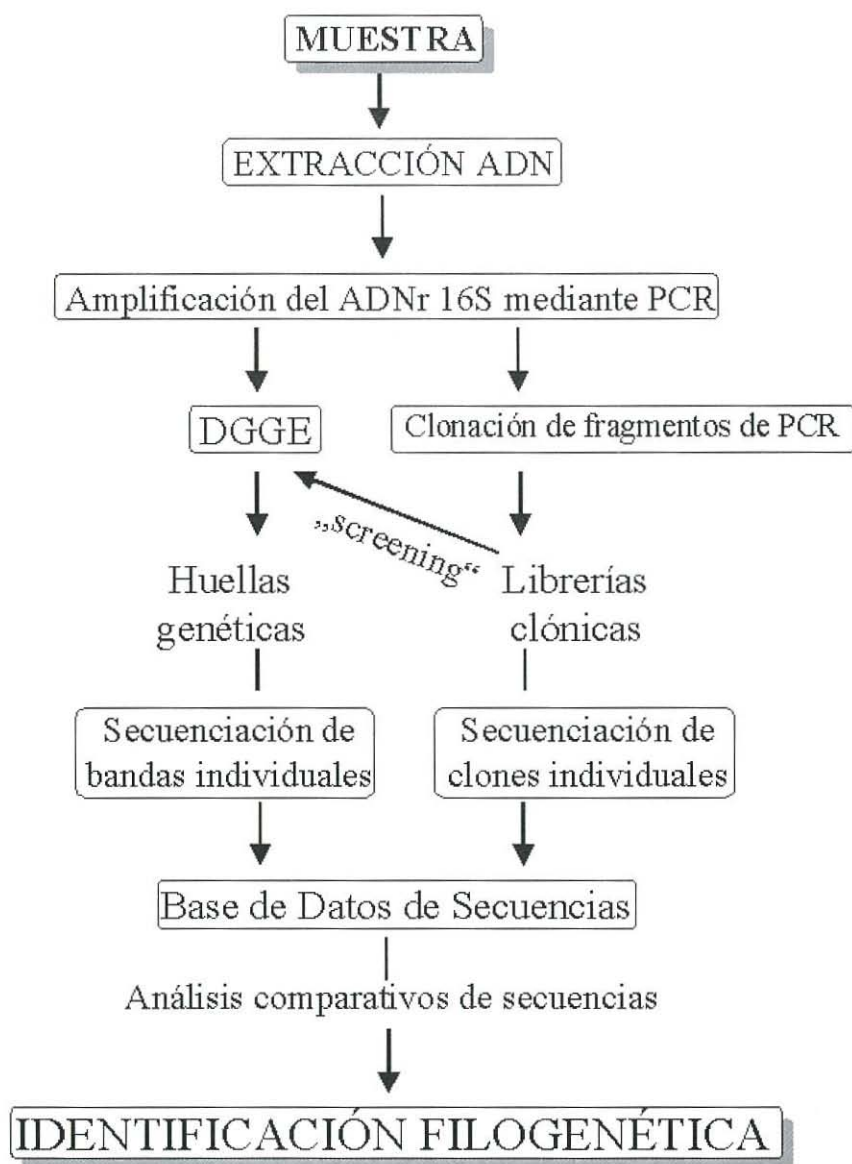 MUESTRA
EXTRACCIÓN ADN
Amplificación del ADNr 16S mediante PCR
DGGE
Clonación de fragmentos de PCR
„screening“
Huellas
genéticas
Librerías
clónicas
Secuenciación de
bandas individuales
Secuenciación de
clones individuales
Base de Datos de Secuencias
Análisis comparativos de secuencias
IDENTIFICACIÓN FILOGENÉTICA